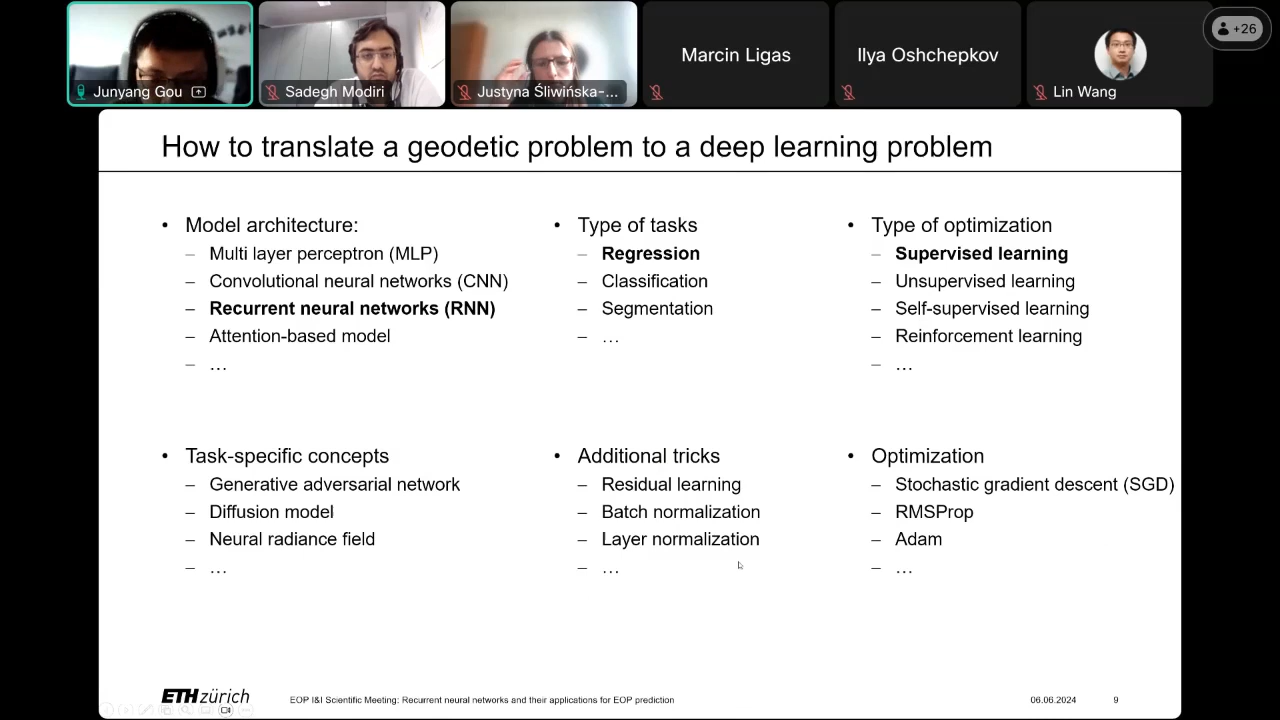 +26
Junyang Gou
Sadegh Modiri
Justyna Śliwińska-...
Marcin Ligas
Ilya Oshchepkov
Lin Wang
How to translate a geodetic problem to a deep learning problem
• Model architecture:
– Multi layer perceptron (MLP)
– Convolutional neural networks (CNN)
– Recurrent neural networks (RNN)
– Attention-based model
– …
• Type of tasks
– Regression
– Classification
– Segmentation
– …
• Type of optimization
– Supervised learning
– Unsupervised learning
– Self-supervised learning
– Reinforcement learning
– …
• Task-specific concepts
– Generative adversarial network
– Diffusion model
– Neural radiance field
– …
• Additional tricks
– Residual learning
– Batch normalization
– Layer normalization
– …
• Optimization
– Stochastic gradient descent (SGD)
– RMSProp
– Adam
– …
ETH zürich
EOP I&I Scientific Meeting: Recurrent neural networks and their applications for EOP prediction
06.06.2024
9